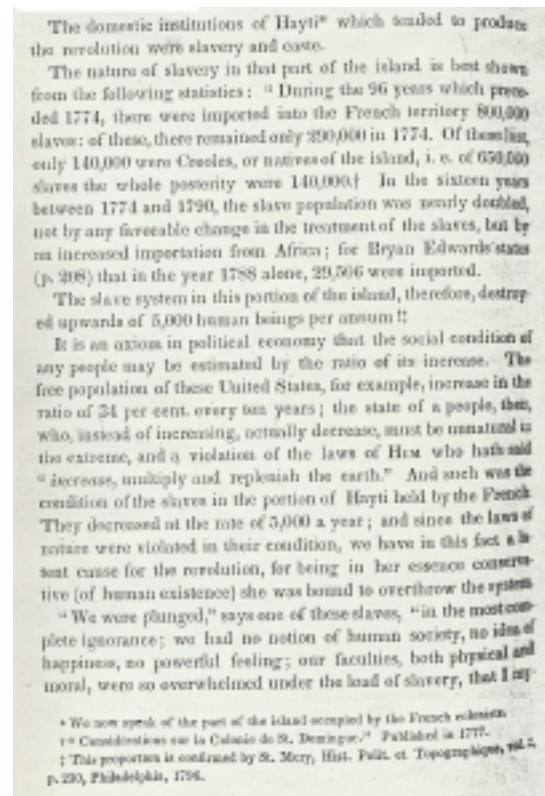 The domestic institutions of Hayti* which tended to produce
the revolution were slavery and caste.
The nature of slavery in that part of the island is best shown
from the following statistics: "During the 96 years which prece-
ded 1774, there were imported into the French territory 800,000
slaves: of these, there remained only 290,000 in 1774. Of these last,
only 140,000 were Creoles, or natives of the island, i. e. of 650,000
slaves the whole posterity were 140,000.† In the sixteen years
between 1774 and 1790, the slave population was nearly doubled,
not by any favorable change in the treatment of the slaves, but by
an increased importation from Africa; for Bryan Edwards states
(p. 208) that in the year 1788 alone, 29,506 were imported.
The slave system in this portion of the island, therefore, destroy-
ed upwards of 5,000 human beings per annum!‡
It is an axiom in political economy that the social condition of
any people may be estimated by the ratio of its increase. The
free population of these United States, for example, increase in the
ratio of 34 per cent. every ten years; the state of a people, then,
who, instead of increasing, actually decrease, must be unnatural in
the extreme, and a violation of the laws of HIM who hath said
"increase, multiply and replenish the earth." And such was the
condition of the slaves in the portion of Hayti held by the French
They decreased at the rate of 5,000 a year; and since the laws of
nature were violated in their condition, we have in this fact a la-
tent cause for the revolution, for being in her essence conserva-
tive (of human existence) she was bound to overthrow the system.
"We were plunged," says one of these slaves, "in the most com-
plete ignorance; we had no notion of human society, no idea of
happiness, no powerful feeling; our faculties, both physical and
moral, were so overwhelmed under the load of slavery, that I my-
* We now speak of the part of the island occupied by the French colonists
†" Considérations sur la Colonie de St. Domingue." Published in 1777.
‡ This proportion is confirmed by St. Mery, Hist. Polit. et Topographique, vol.
p. 230, Philadelphia, 1796.